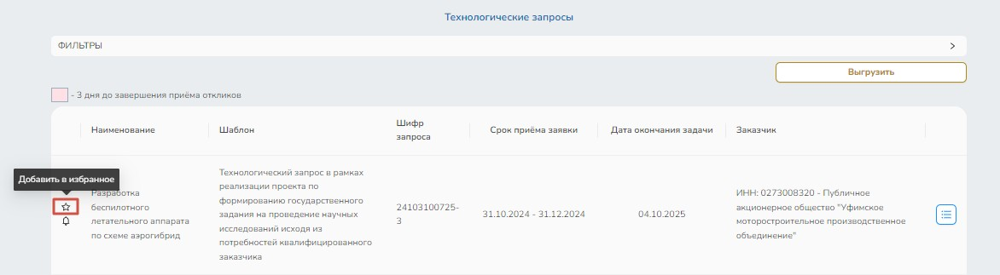 Технологические запросы
ФИЛЬТРЫ
Выгрузить
- 3 дня до завершения приёма откликов
Наименование
Шаблон
Шифр
запроса
Срок приёма заявки
Дата окончания задачи
Заказчик
Добавить в избранное
Разработка
беспилотного
летательного аппарата
по схеме аэрогибрид
Технологический запрос в рамках
реализации проекта по
формированию государственного
задания на проведение научных
исследований исходя из
потребностей квалифицированного
заказчика
24103100725-
3
31.10.2024 - 31.12.2024
04.10.2025
ИНН: 0273008320 - Публичное
акционерное общество "Уфимское
моторостроительное производственное
объединение"